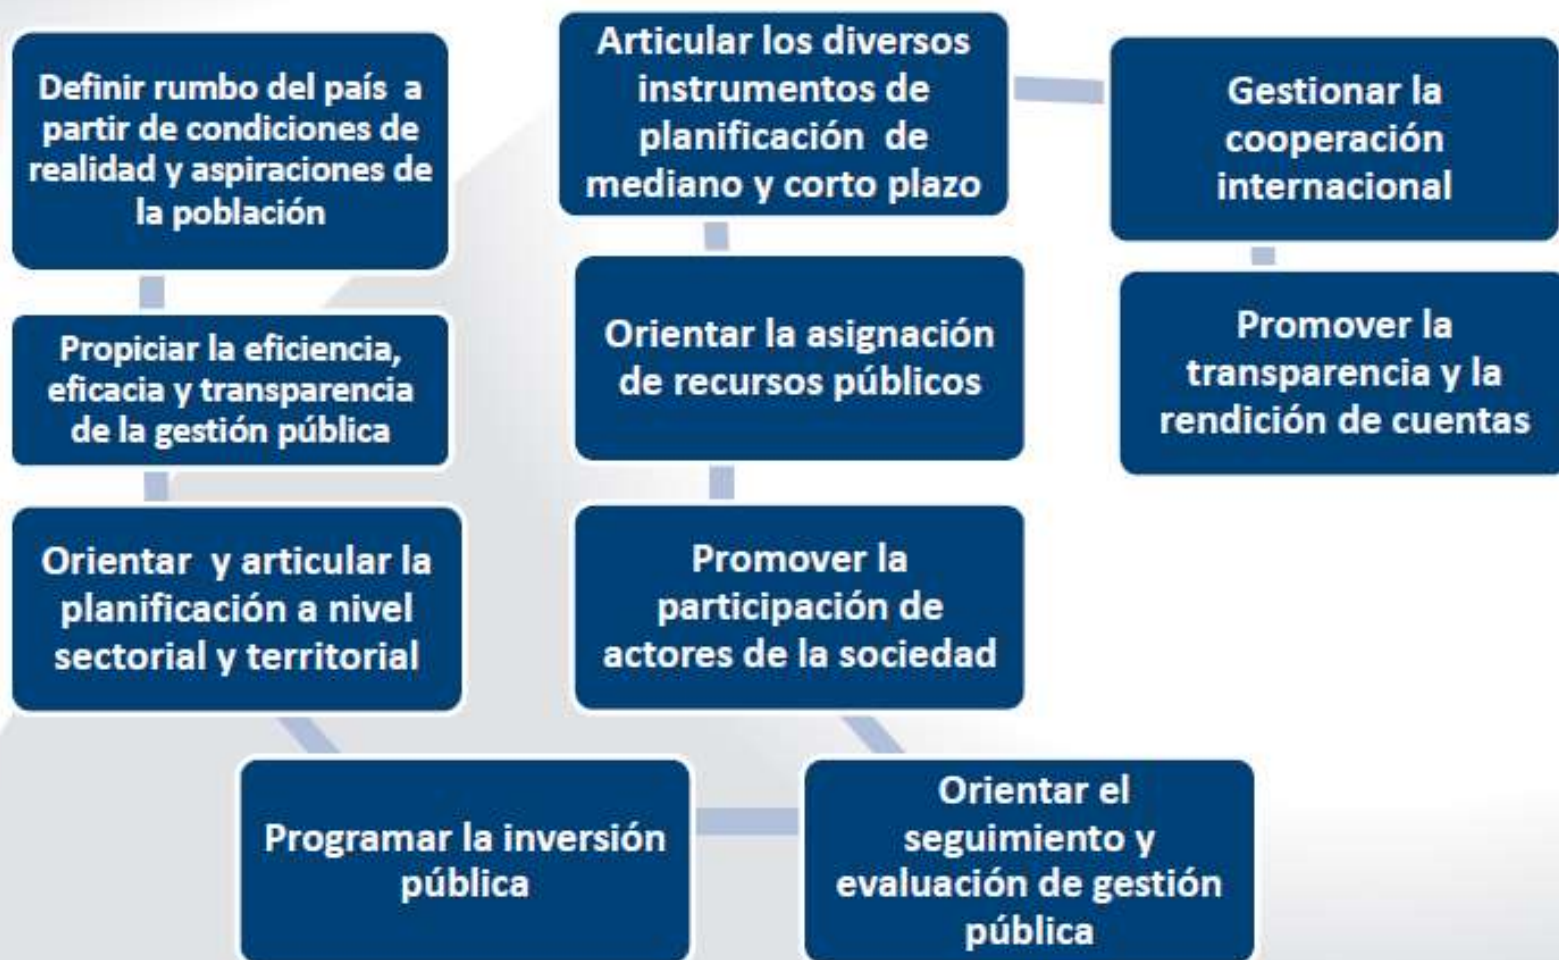 Definir rumbo del país a
partir de condiciones de
realidad y aspiraciones de
la población
Propiciar la eficiencia,
eficacia y transparencia
de la gestión pública
Orientar y articular la
planificación a nivel
sectorial y territorial
Programar la inversión
pública
Orientar el
seguimiento y
evaluación de gestión
pública
Promover la
participación de
actores de la sociedad
Orientar la asignación
de recursos públicos
Articular los diversos
instrumentos de
planificación de
mediano y corto plazo
Gestionar la
cooperación
internacional
Promover la
transparencia y la
rendición de cuentas